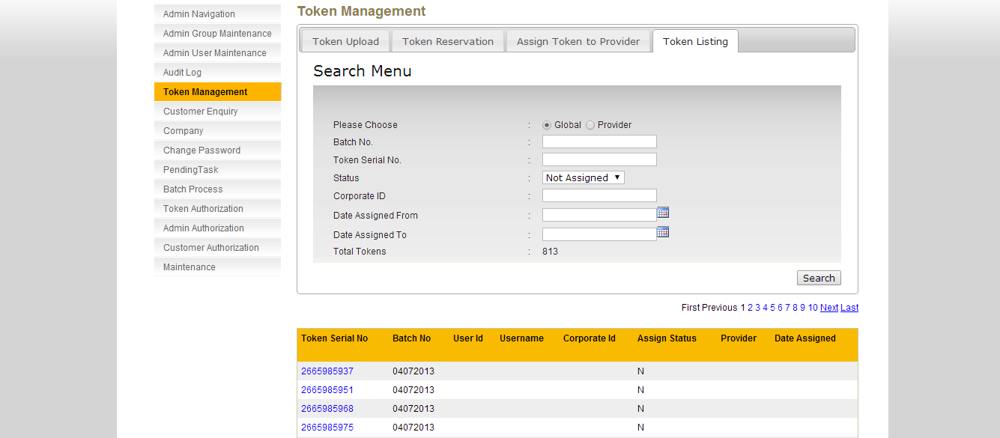 Admin Navigation
Admin Group Maintenance
Admin User Maintenance
Audit Log
Token Management
Customer Enquiry
Company
Change Password
PendingTask
Batch Process
Token Authorization
Admin Authorization
Customer Authorization
Maintenance
Token Management
Token Upload Token Reservation Assign Token to Provider Token Listing
Search Menu
Please Choose : Global Provider
Batch No. :
Token Serial No. :
Status : Not Assigned
Corporate ID :
Date Assigned From :
Date Assigned To :
Total Tokens : 813
Search
First Previous 1 2 3 4 5 6 7 8 9 10 Next Last
Token Serial No Batch No User Id Username Corporate Id Assign Status Provider Date Assigned
2665985937 04072013 N
2665985951 04072013 N
2665985968 04072013 N
2665985975 04072013 N